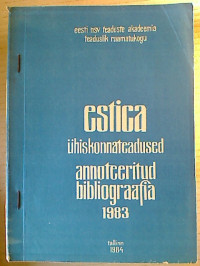 eesti nsv teaduste akadeemia
teaduslik raamatukogu
estica
ühiskonnateadused
annoteeritud
bibliograafia
1983
tallinn
1984